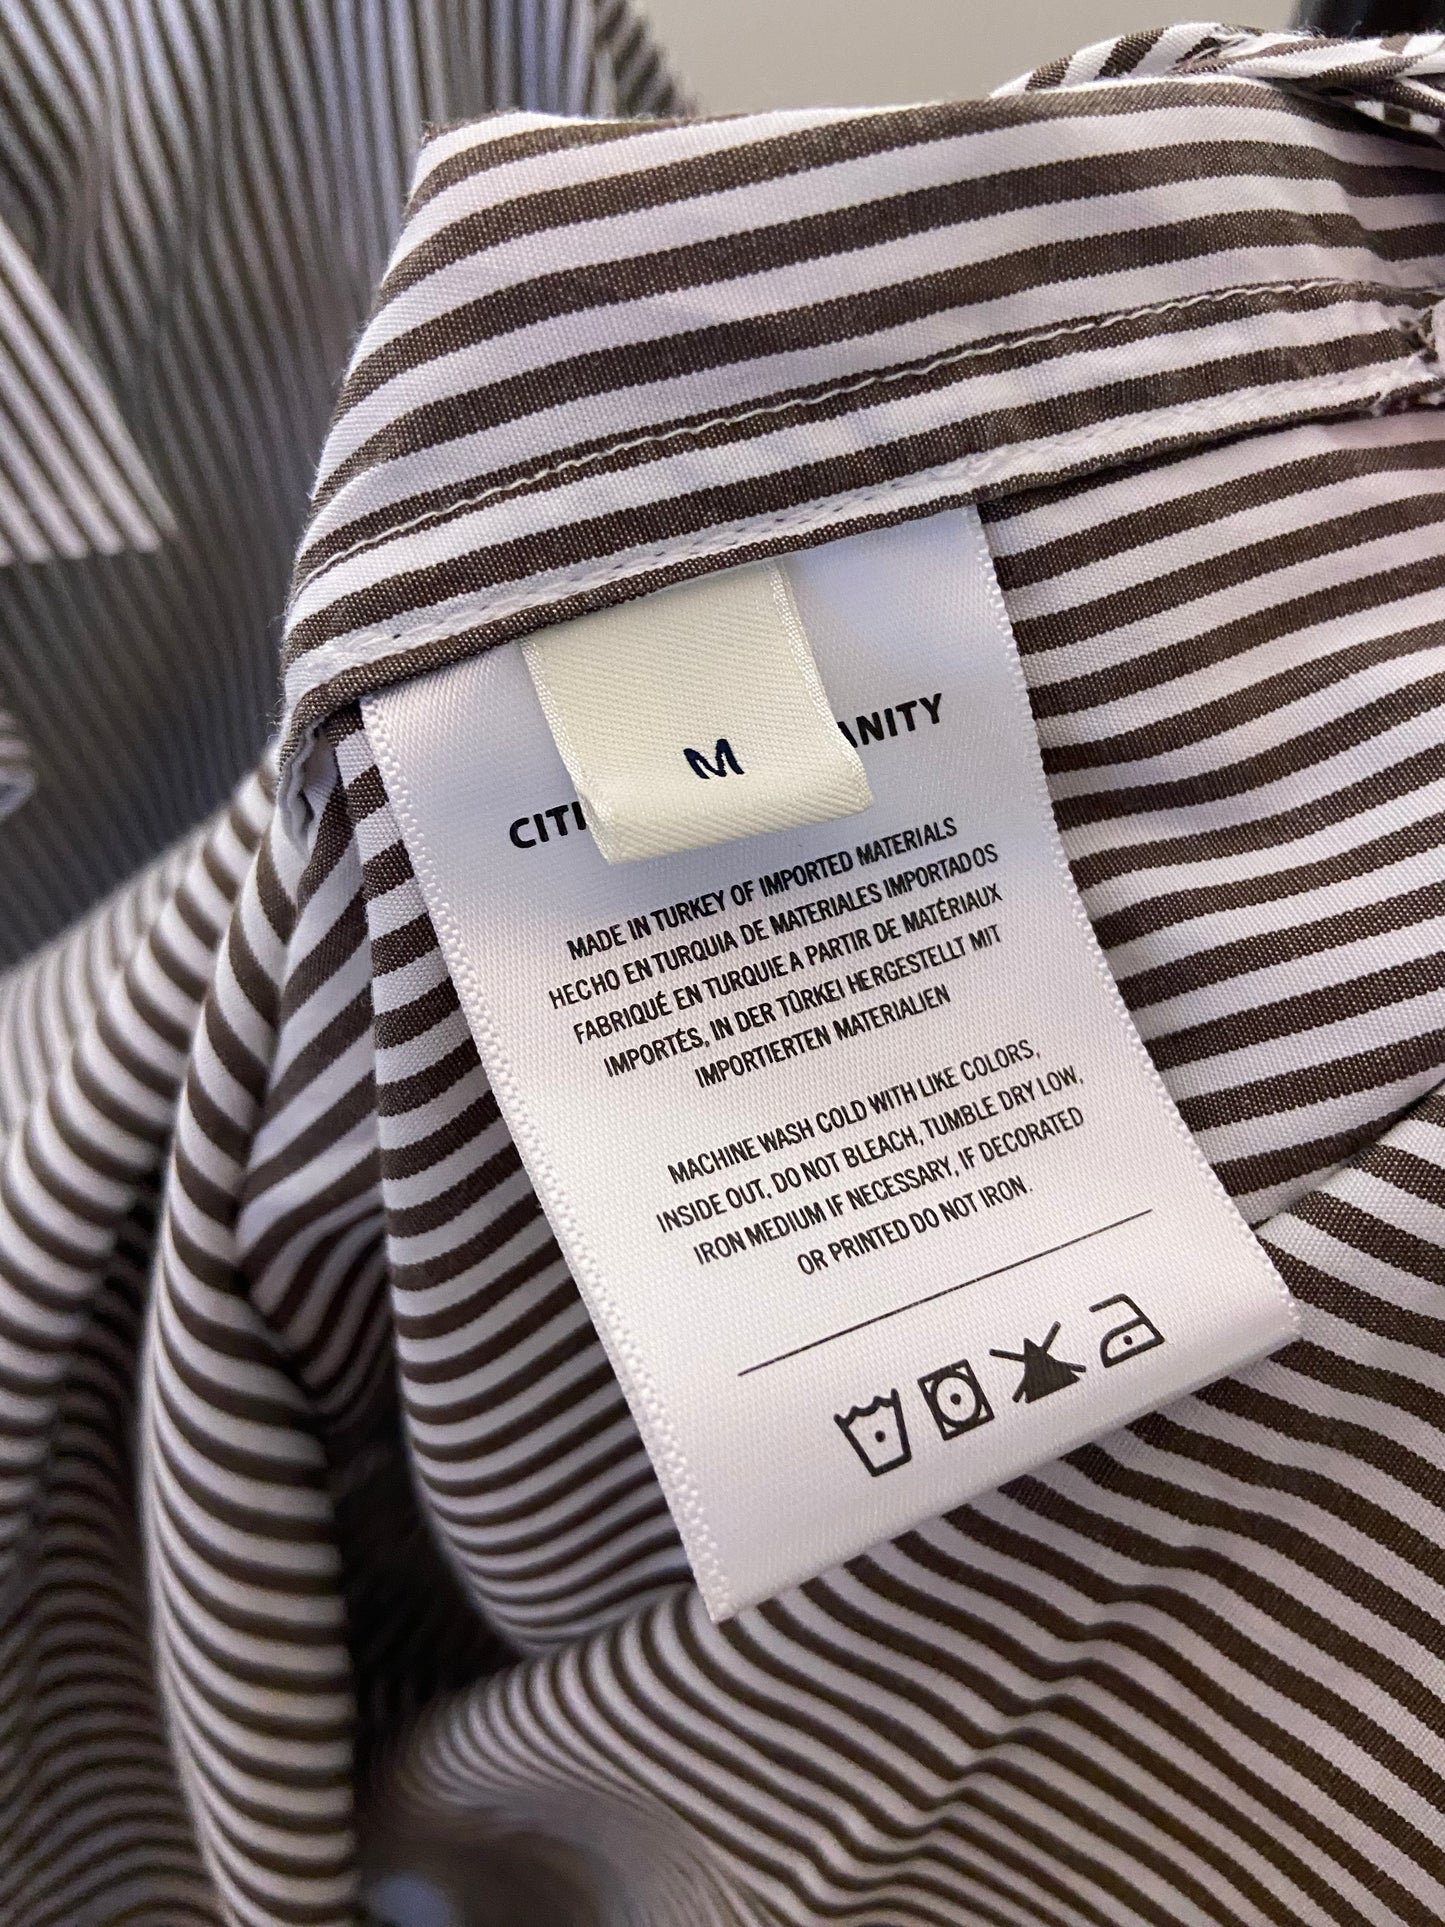 M
CITI
ANITY
MADE IN TURKEY OF IMPORTED MATERIALS
HECHO EN TURQUIA DE MATERIALES IMPORTADOS
FABRIQUÉ EN TURQUIE A PARTIR DE MATÉRIAUX
IMPORTÉS, IN DER TÜRKEI HERGESTELLT MIT
IMPORTIERTEN MATERIALIEN
MACHINE WASH COLD WITH LIKE COLORS,
INSIDE OUT, DO NOT BLEACH, TUMBLE DRY LOW,
IRON MEDIUM IF NECESSARY, IF DECORATED
OR PRINTED DO NOT IRON.